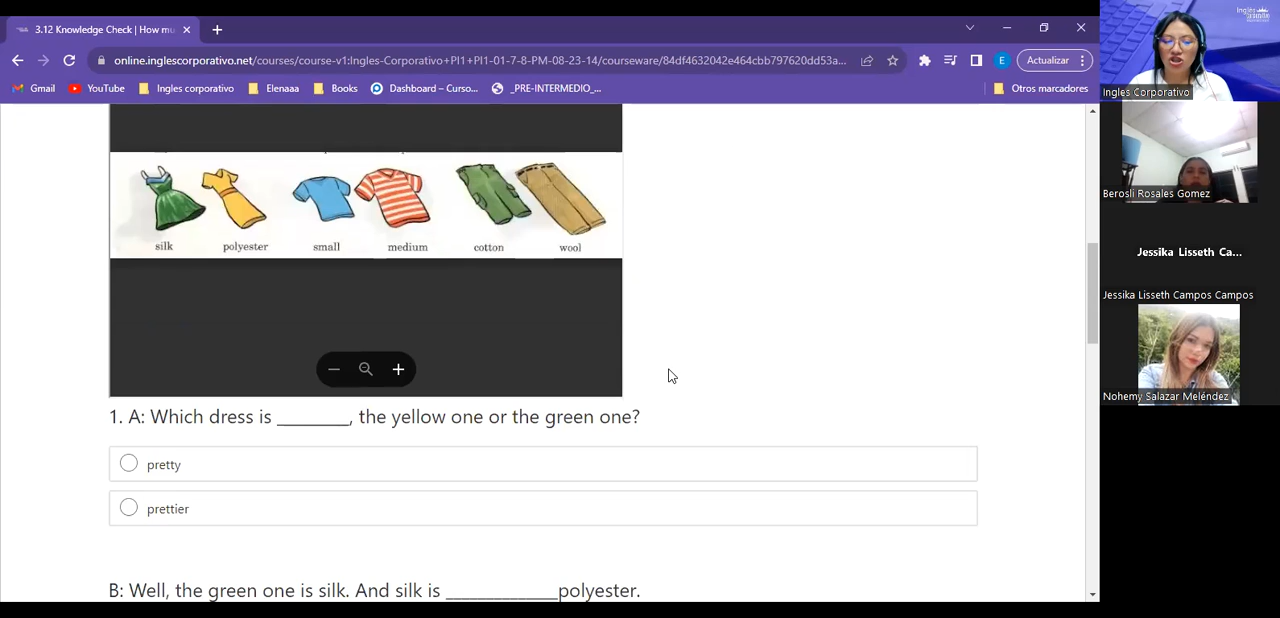 3.12 Knowledge Check | How mu
online.inglescorporativo.net/courses/course-v1:Ingles-Corporativo+PI1+PI1-01-7-8-PM-08-23-14/courseware/84df4632042e464cbb797620dd53a...
E
Actualizar
Gmail
YouTube
Ingles corporativo
Elenaaa
Books
Dashboard – Curso...
_PRE-INTERMEDIO_...
Otros marcadores
silk polyester small medium cotton wool
1. A: Which dress is ________, the yellow one or the green one?
pretty
prettier
B: Well, the green one is silk. And silk is _____________polyester.
Ingles Corporativo
Berosli Rosales Gomez
Jessika Lisseth Ca...
Jessika Lisseth Campos Campos
Nohemy Salazar Meléndez